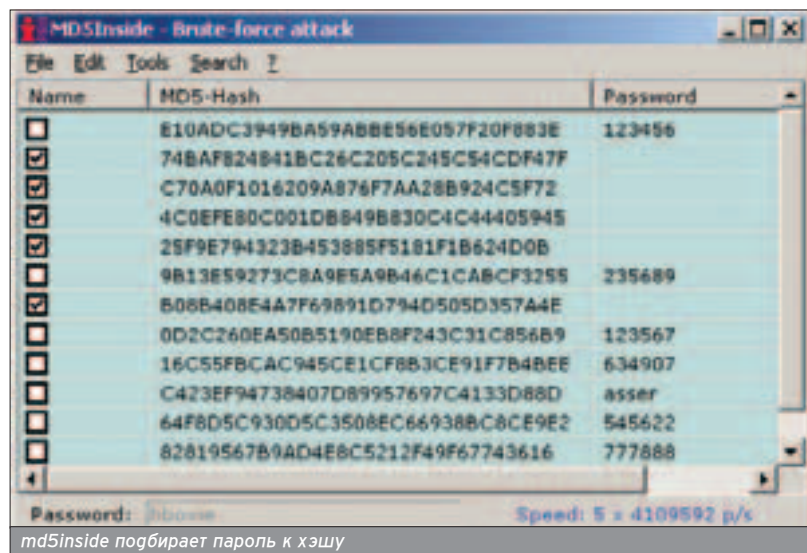 MD5Inside - Brute-force attack
File Edit Tools Search ?
Name MD5-Hash Password
E10ADC3949BA59ABBE56E057F20F883E 123456
74BAF824841BC26C205C245C54CDF47F
C70A0F1016209A876F7AA28B924C5F72
4C0EFE80C001DB849B830C4C44405945
25F9E794323B453885F5181F1B624D0B
9B13E59273C8A9E5A9B46C1CABCF3255 235689
B08B408E4A7F69891D794D505D357A4E
0D2C260EA50B5190EB8F243C31C856B9 123567
16C55FBCAC945CE1CF8B3CE91F7B4BEE 634907
C423EF94738407D89957697C4133D88D asser
64F8D5C930D5C3508EC66938BC8CE9E2 545622
82819567B9AD4E8C5212F49F67743616 777888
Password: Speed: 5 x 4109592 p/s
md5inside подбирает пароль к хэшу